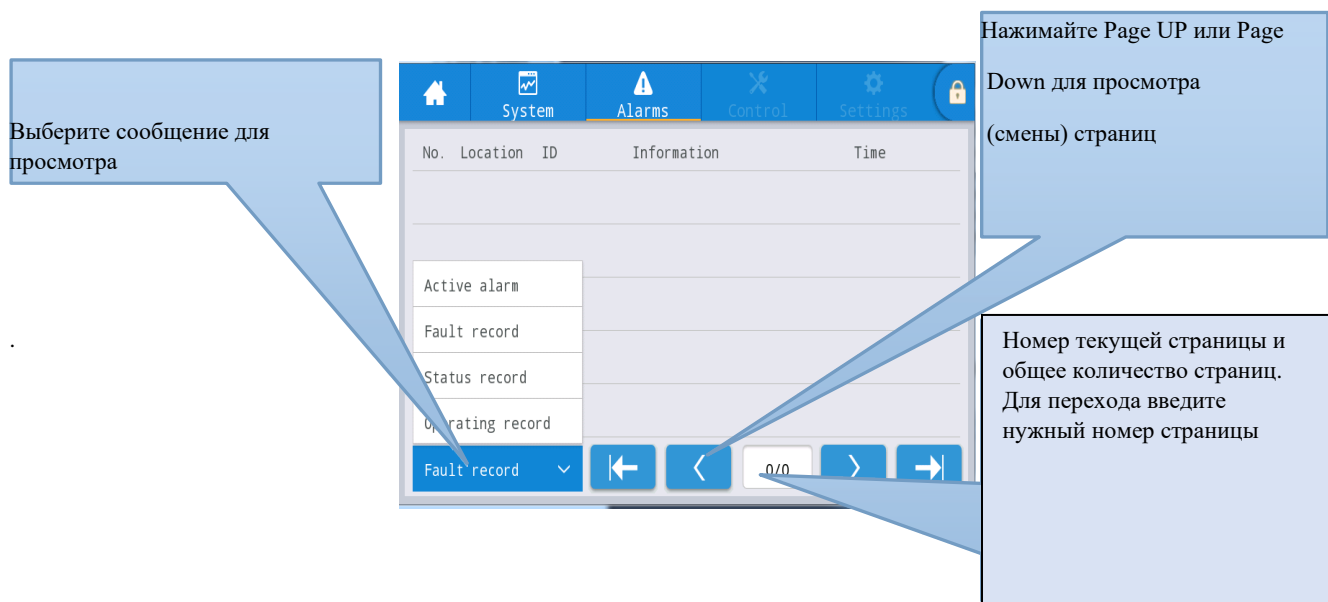 Нажимайте Page UP или Page
Down для просмотра
(смены) страниц
Выберите сообщение для
просмотра
System
Alarms
Control
Settings
No. Location ID Information Time
Active alarm
Fault record
Status record
Operating record
Fault record
0/0
.
Номер текущей страницы и
общее количество страниц.
Для перехода введите
нужный номер страницы